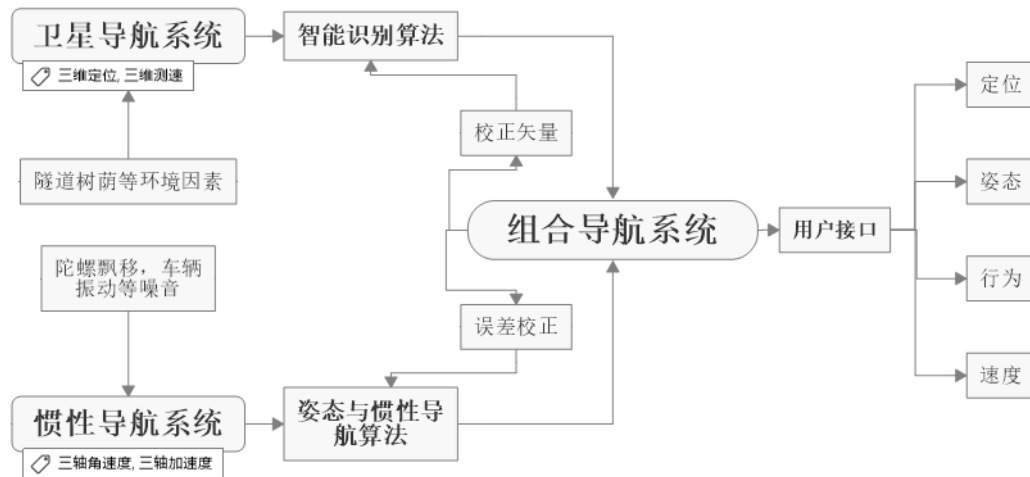 卫星导航系统
三维定位, 三维测速
智能识别算法
校正矢量
隧道树荫等环境因素
组合导航系统
用户接口
定位
姿态
行为
速度
陀螺飘移，车辆
振动等噪音
误差校正
惯性导航系统
三轴角速度, 三轴加速度
姿态与惯性导
航算法